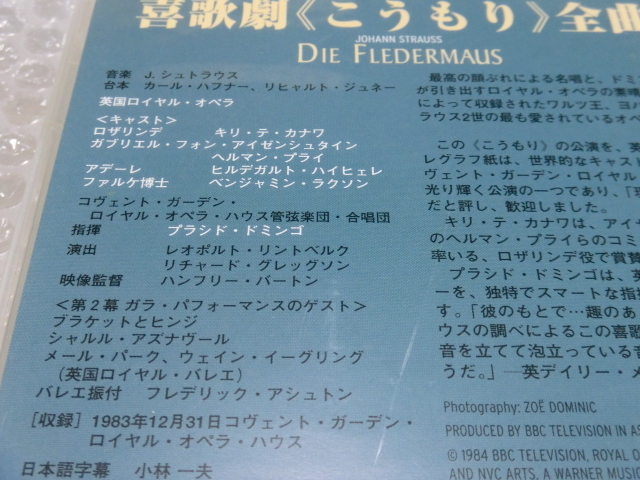 喜歌劇《こうもり》全曲
JOHANN STRAUSS
DIE FLEDERMAUS
音楽 J. シュトラウス
台本 カール・ハフナー、リヒャルト・ジュネー
英国ロイヤル・オペラ
＜キャスト＞
ロザリンデ キリ・テ・カナワ
ガブリエル・フォン・アイゼンシュタイン
ヘルマン・プライ
アデーレ ヒルデガルト・ハイヒェレ
ファルケ博士 ベンジャミン・ラクソン
コヴェント・ガーデン・
ロイヤル・オペラ・ハウス管弦楽団・合唱団
指揮 プラシド・ドミンゴ
演出 レオポルト・リントベルク
リチャード・グレッグソン
映像監督 ハンフリー・バートン
＜第2幕 ガラ・パフォーマンスのゲスト＞
ブラケットとヒンジ
シャルル・アズナヴール
メール・パーク、ウェイン・イーグリング
(英国ロイヤル・バレエ)
バレエ振付 フレデリック・アシュトン
［収録］1983年12月31日コヴェント・ガーデン・
ロイヤル・オペラ・ハウス
日本語字幕 小林 一夫
最高の顔ぶれによる名唱と、ドミ
が引き出すロイヤル・オペラの素晴
によって収録されたワルツ王、ヨハ
ラウス2世の最も愛されているオペ
この《こうもり》の公演を、英
レグラフ紙は、世界的なキャスト
ヴェント・ガーデン・ロイヤル・
光り輝く公演の一つであり、「
だと評し、歓迎しました。
キリ・テ・カナワは、アイゼ
のヘルマン・プライらのコミ
率いる、ロザリンデ役で賞賛
プラシド・ドミンゴは、英
ーを、独特でスマートな指
す。「彼のもとで…趣のあ
ウスの調べによるこの喜歌
音を立てて泡立っている
うだ。」―英デイリー・メ
Photography: ZOË DOMINIC
PRODUCED BY BBC TELEVISION IN AS
© 1984 BBC TELEVISION, ROYAL O
AND NVC ARTS, A WARNER MUSI